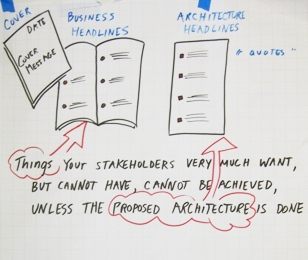 COVER
DATE
COVER
MESSAGE
BUSINESS
HEADLINES
ARCHITECTURE
HEADLINES
& QUOTES "
Things YOUR STAKEHOLDERS VERY MUCH WANT,
BUT CANNOT HAVE, CANNOT BE ACHIEVED,
UNLESS THE PROPOSED ARCHITECTURE IS DONE